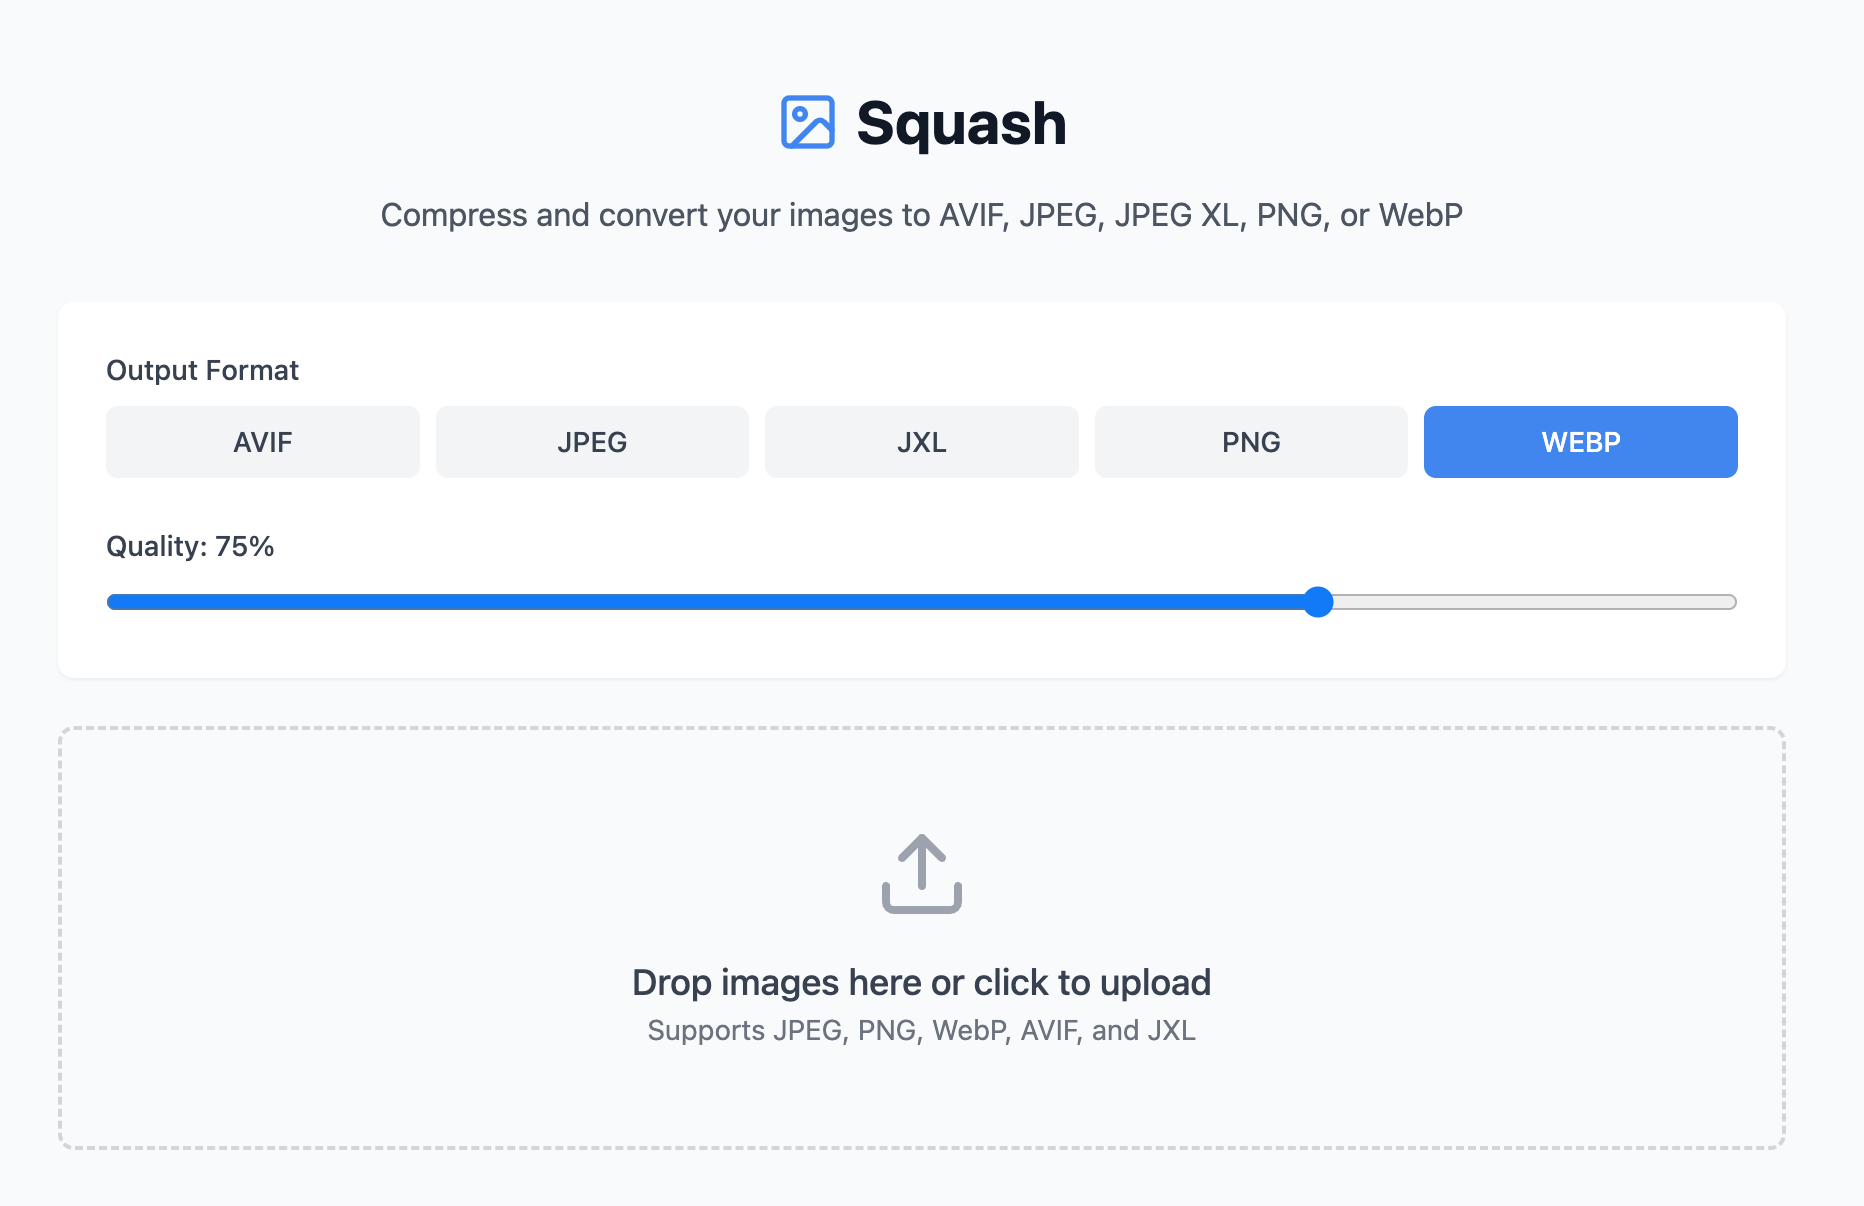 Squash
Compress and convert your images to AVIF, JPEG, JPEG XL, PNG, or WebP
Output Format
AVIF
JPEG
JXL
PNG
WEBP
Quality: 75%
Drop images here or click to upload
Supports JPEG, PNG, WebP, AVIF, and JXL